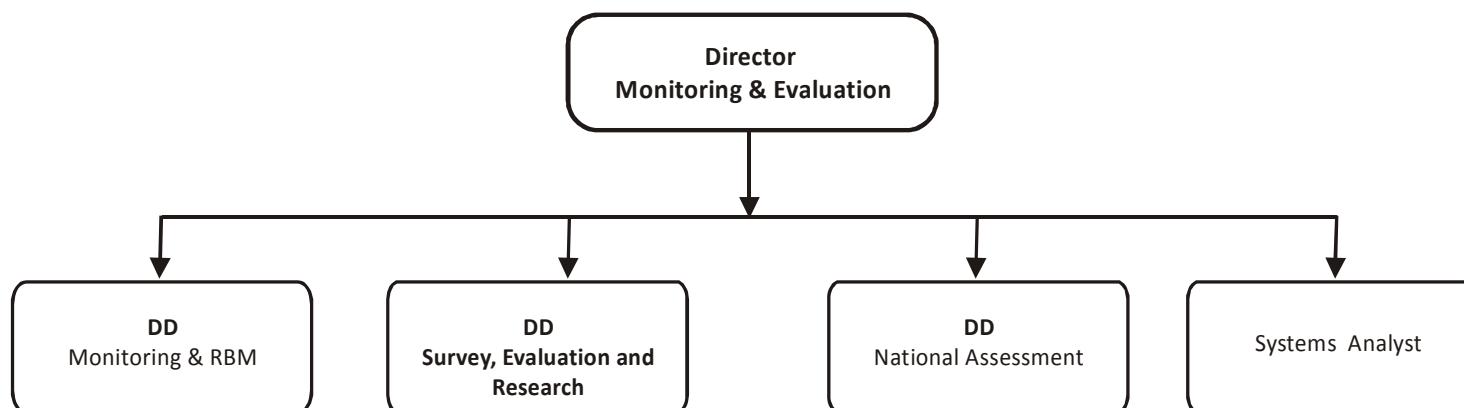 Director
Monitoring & Evaluation
DD
Monitoring & RBM
DD
Survey, Evaluation and
Research
DD
National Assessment
Systems Analyst